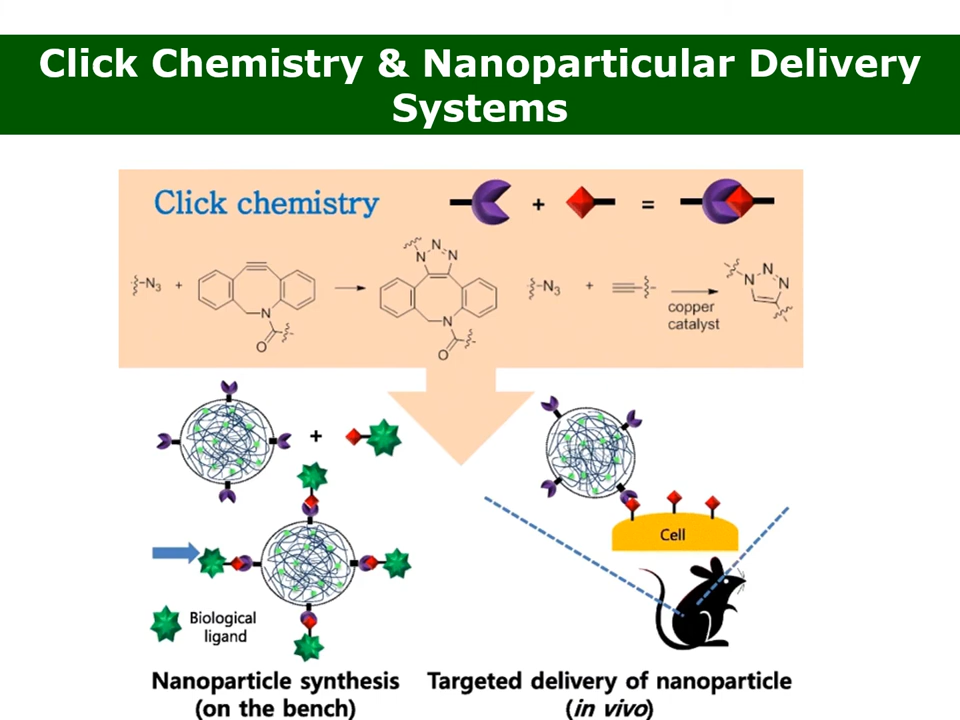 Click Chemistry & Nanoparticular Delivery
Systems
Click chemistry
+
=
N
N
N
N₃
+
N
O
N
O
N₃
+
copper
catalyst
N
N
N
+
Cell
Biological
ligand
Nanoparticle synthesis
(on the bench)
Targeted delivery of nanoparticle
(in vivo)